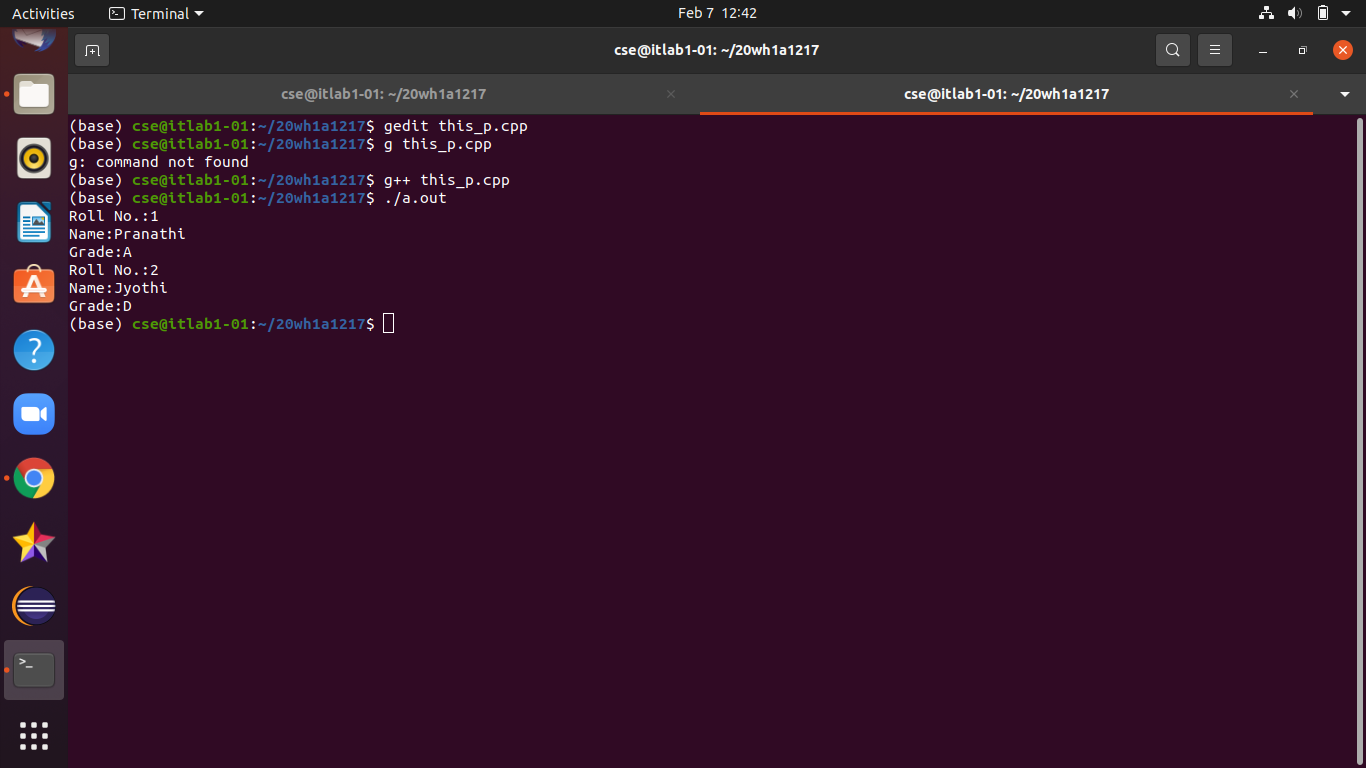 Activities
Terminal
Feb 7 12:42
cse@itlab1-01: ~/20wh1a1217
cse@itlab1-01: ~/20wh1a1217
cse@itlab1-01: ~/20wh1a1217
(base) cse@itlab1-01:~/20wh1a1217$ gedit this_p.cpp
(base) cse@itlab1-01:~/20wh1a1217$ g this_p.cpp
g: command not found
(base) cse@itlab1-01:~/20wh1a1217$ g++ this_p.cpp
(base) cse@itlab1-01:~/20wh1a1217$ ./a.out
Roll No.:1
Name:Pranathi
Grade:A
Roll No.:2
Name:Jyothi
Grade:D
(base) cse@itlab1-01:~/20wh1a1217$